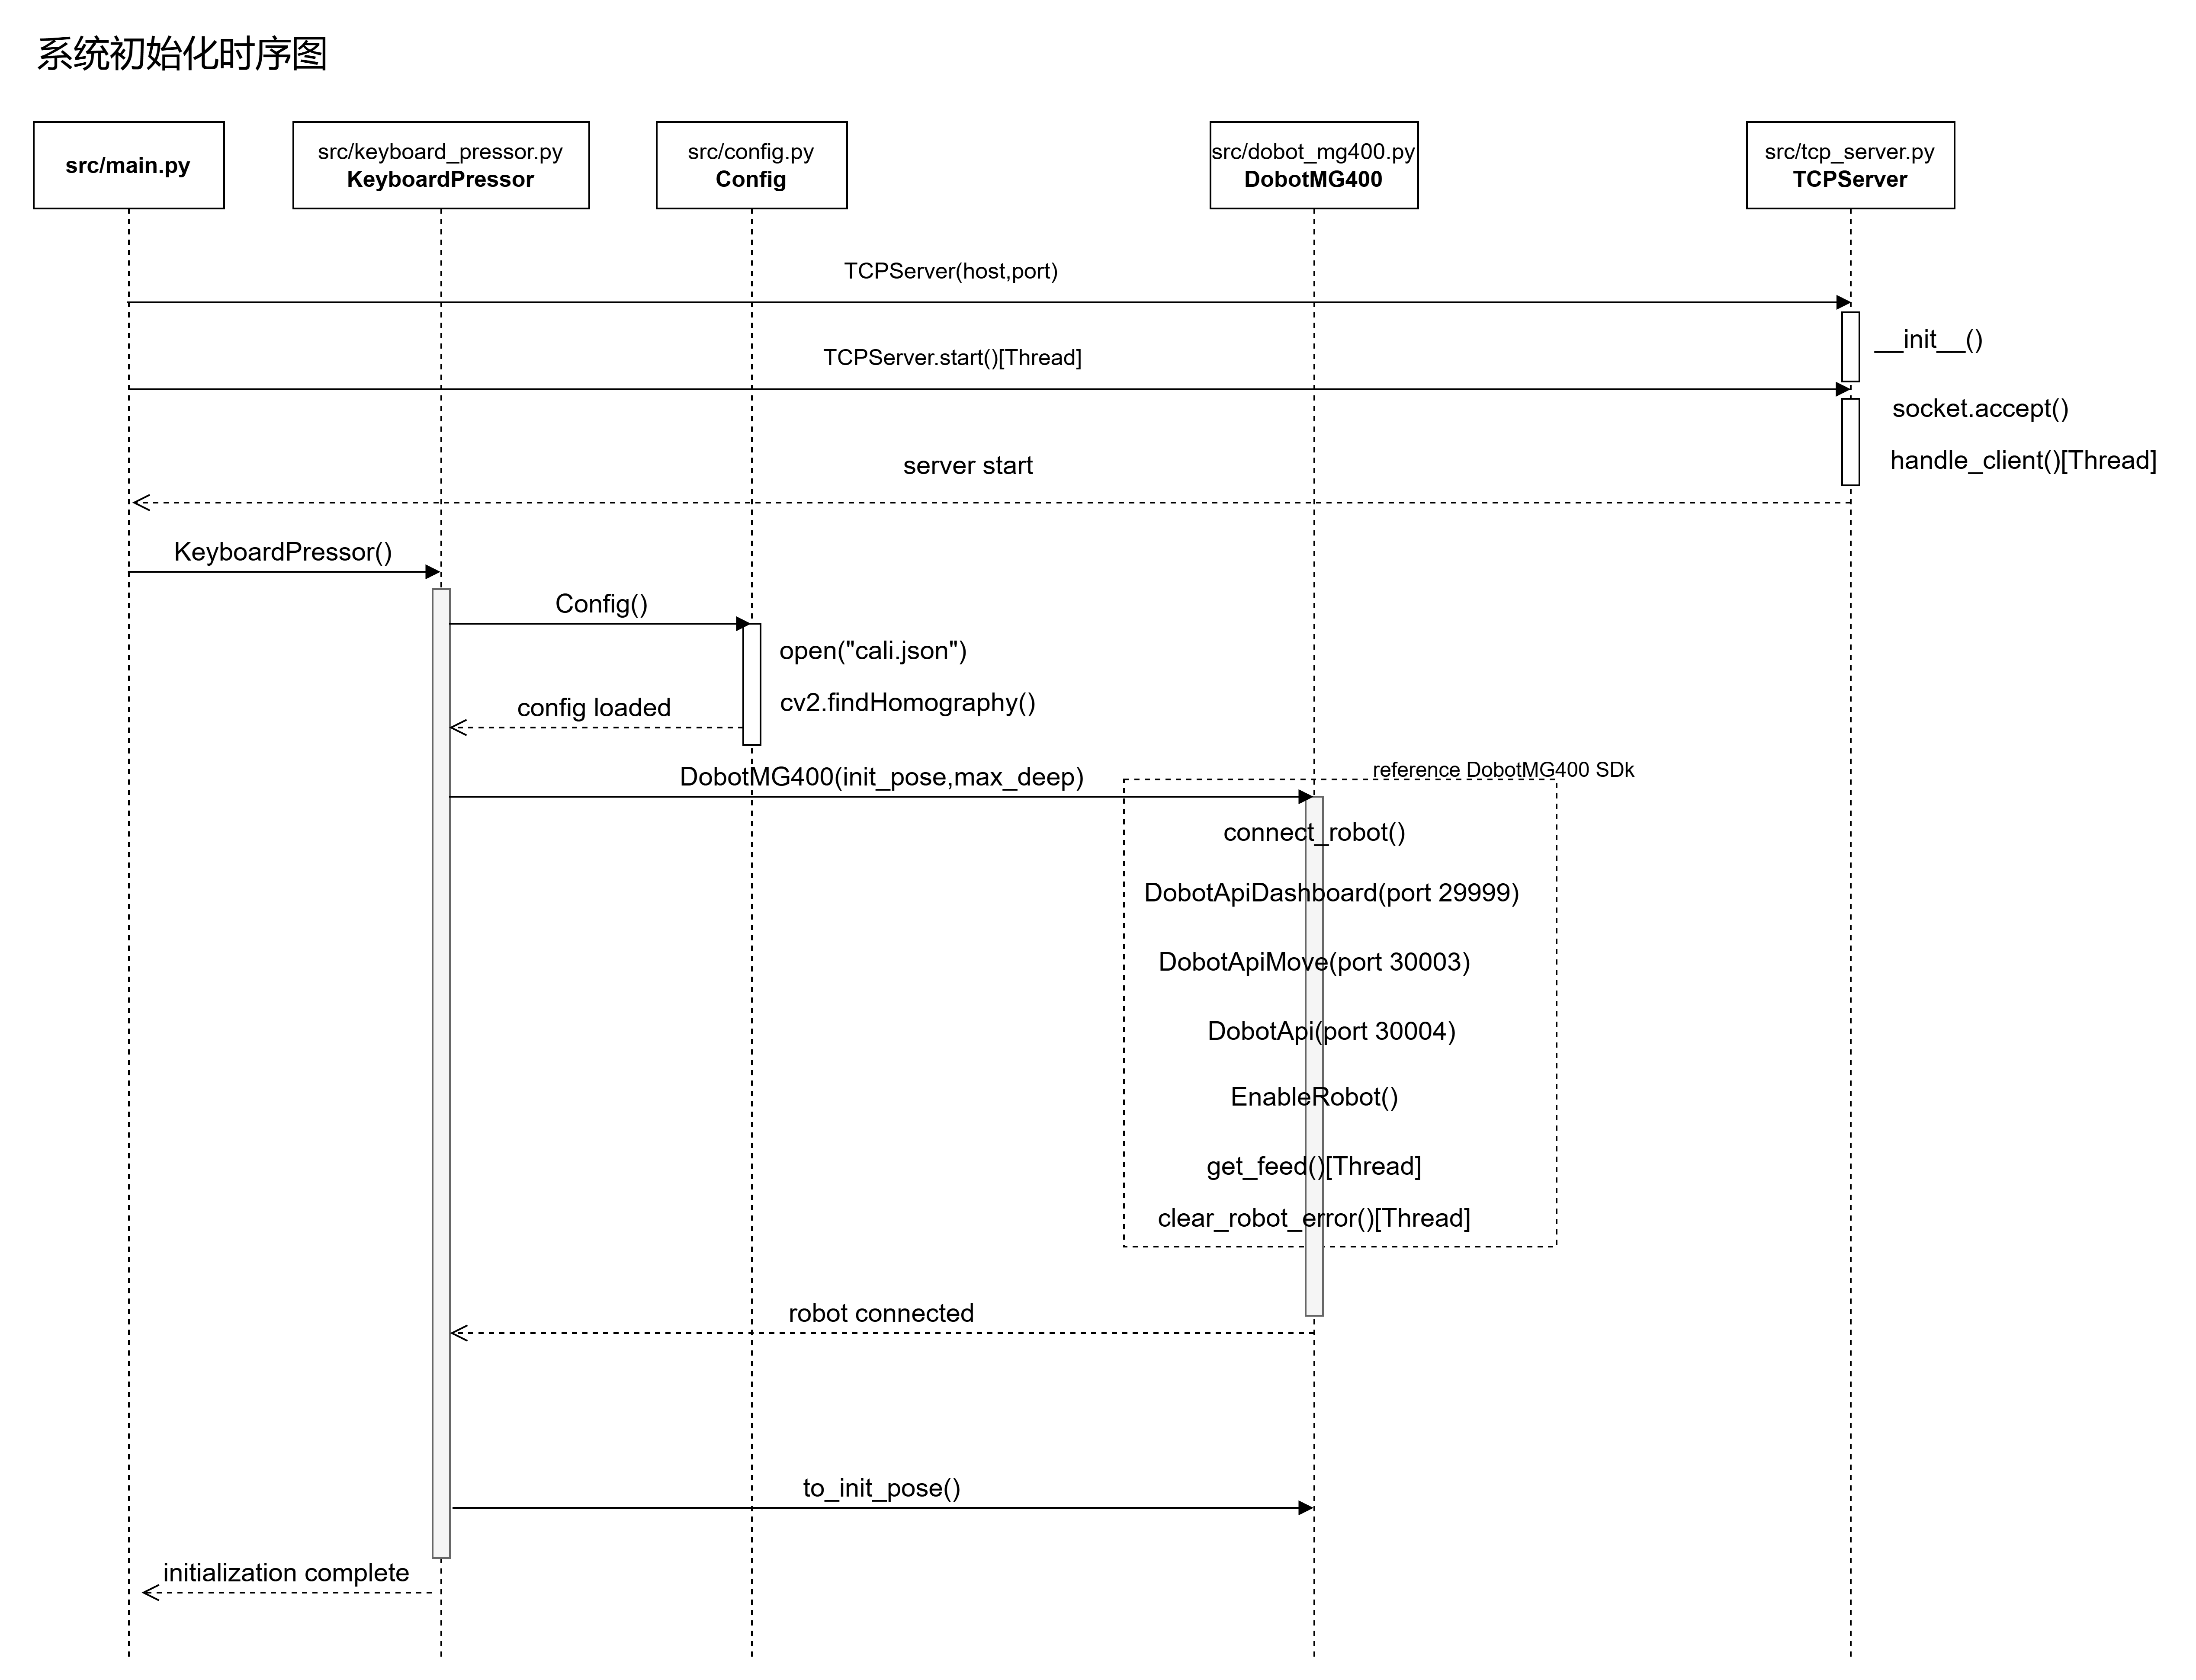 系统初始化时序图
src/main.py
src/keyboard_pressor.py
KeyboardPressor
src/config.py
Config
src/dobot_mg400.py
DobotMG400
src/tcp_server.py
TCPServer
TCPServer(host,port)
__init__()
TCPServer.start()[Thread]
socket.accept()
handle_client()[Thread]
server start
KeyboardPressor()
Config()
open("cali.json")
cv2.findHomography()
config loaded
DobotMG400(init_pose,max_deep)
reference DobotMG400 SDk
connect_robot()
DobotApiDashboard(port 29999)
DobotApiMove(port 30003)
DobotApi(port 30004)
EnableRobot()
get_feed()[Thread]
clear_robot_error()[Thread]
robot connected
to_init_pose()
initialization complete